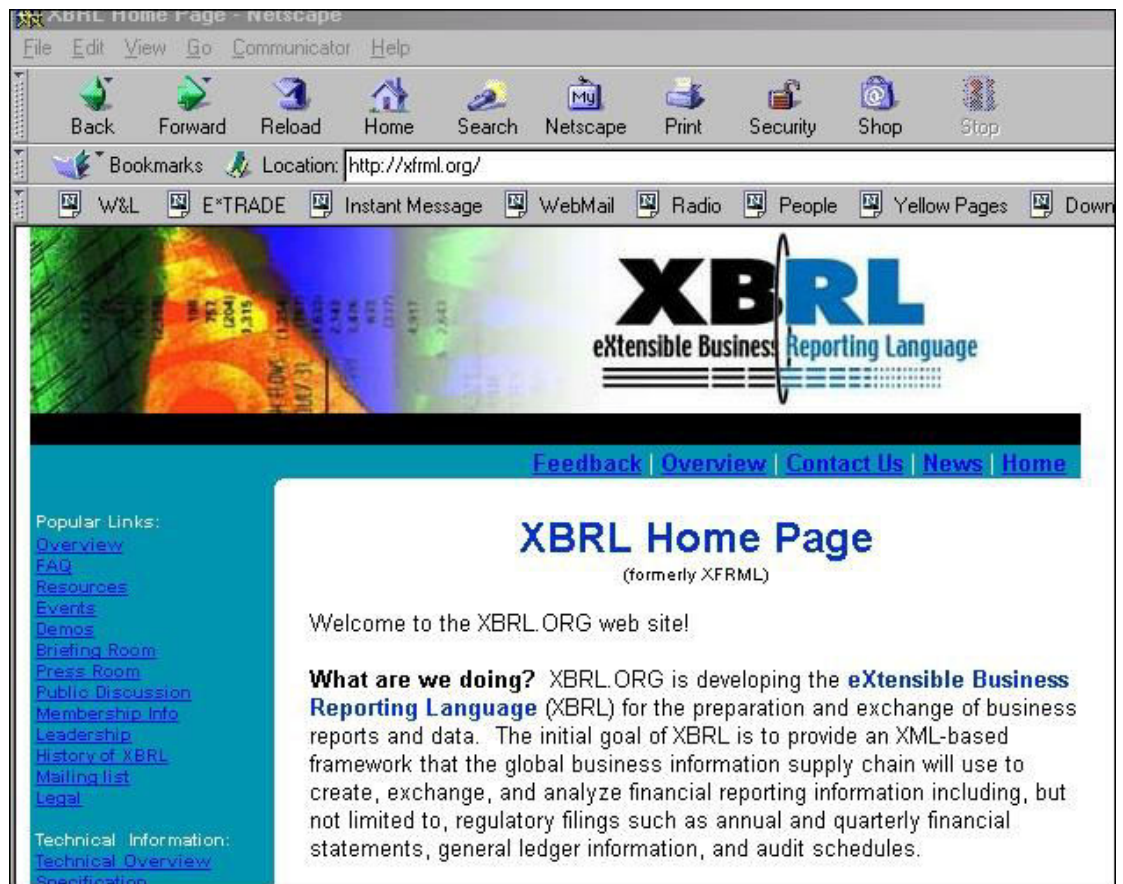 XBRL Home Page - Netscape
File Edit View Go Communicator Help
Back Forward Reload Home Search Netscape Print Security Shop Stop
My
Bookmarks Location: http://xfrml.org/
W&L E*TRADE Instant Message WebMail Radio People Yellow Pages Down
XBRL
eXtensible Business Reporting Language
Feedback | Overview | Contact Us | News | Home
Popular Links:
Overview
FAQ
Resources
Events
Demos
Briefing Room
Press Room
Public Discussion
Membership Info
Leadership
History of XBRL
Mailing list
Legal
Technical Information:
Technical Overview
Specification
XBRL Home Page
(formerly XFRML)
Welcome to the XBRL.ORG web site!
What are we doing? XBRL.ORG is developing the eXtensible Business
Reporting Language (XBRL) for the preparation and exchange of business
reports and data. The initial goal of XBRL is to provide an XML-based
framework that the global business information supply chain will use to
create, exchange, and analyze financial reporting information including, but
not limited to, regulatory filings such as annual and quarterly financial
statements, general ledger information, and audit schedules.